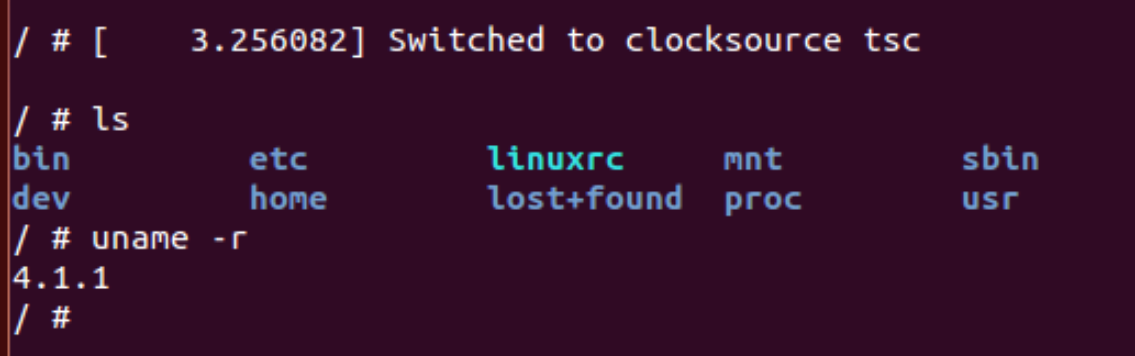 / # [    3.256082] Switched to clocksource tsc
/ # ls
bin         etc         linuxrc     mnt         sbin
dev         home        lost+found  proc        usr
/ # uname -r
4.1.1
/ #